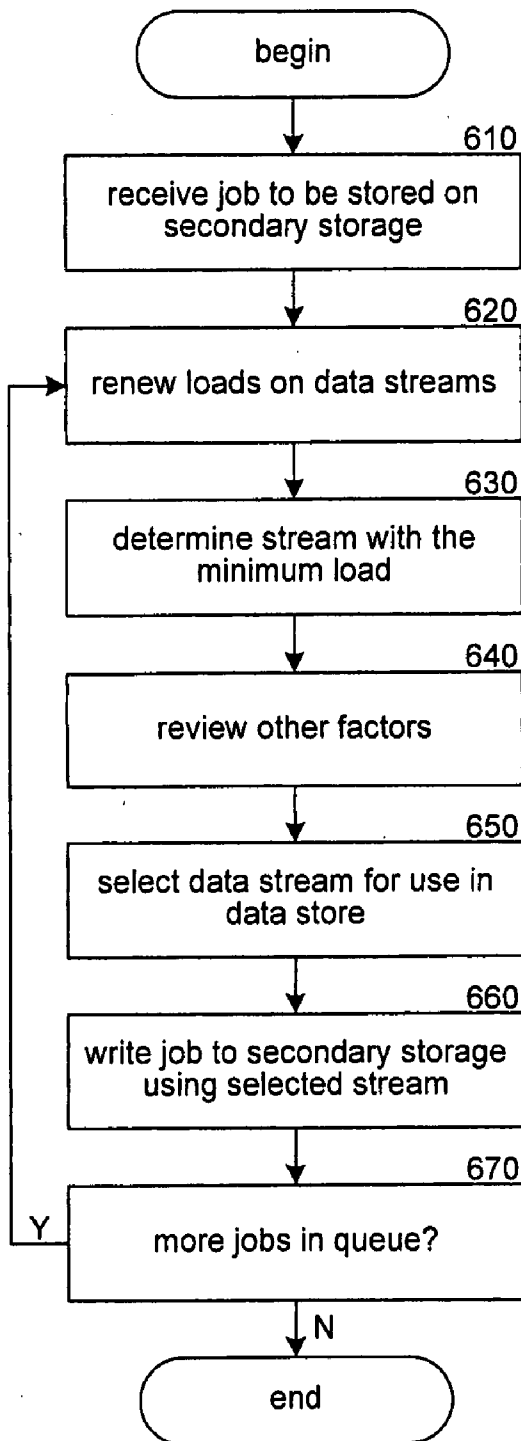 begin
610
receive job to be stored on
secondary storage
620
renew loads on data streams
630
determine stream with the
minimum load
640
review other factors
650
select data stream for use in
data store
660
write job to secondary storage
using selected stream
670
more jobs in queue?
Y
N
end